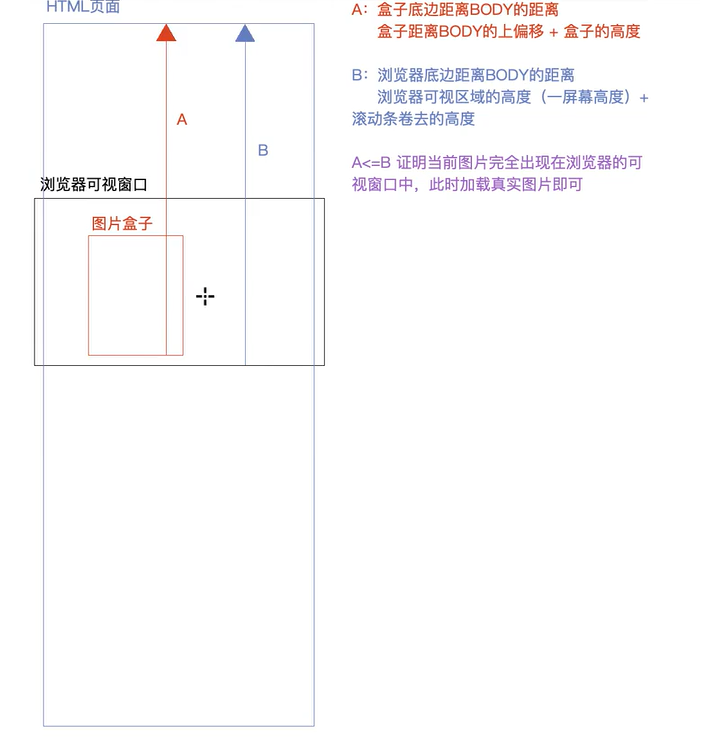 HTML页面
A
B
浏览器可视窗口
图片盒子
A：盒子底边距离BODY的距离
盒子距离BODY的上偏移 + 盒子的高度
B：浏览器底边距离BODY的距离
浏览器可视区域的高度（一屏幕高度）+
滚动条卷去的高度
A<=B 证明当前图片完全出现在浏览器的可
视窗口中，此时加载真实图片即可